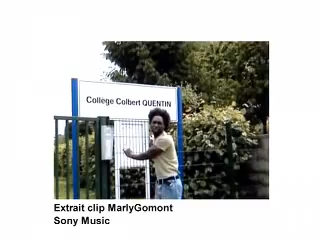 College Colbert QUENTIN
Extrait clip MarlyGomont
Sony Music